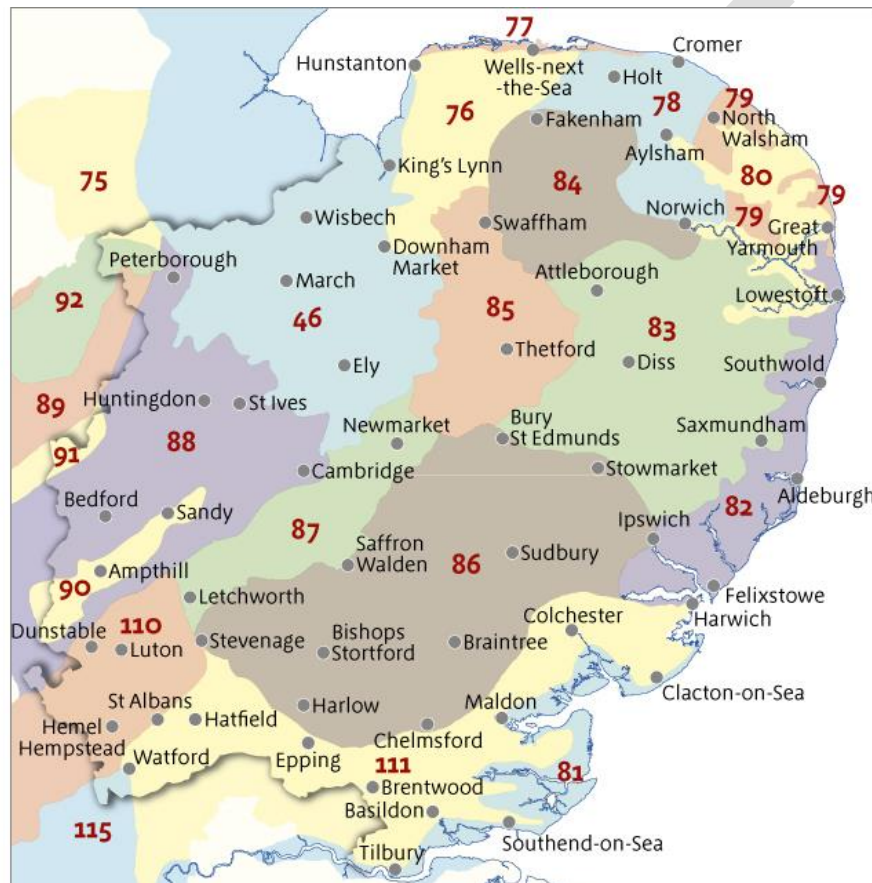 77
Cromer
Hunstanton
Wells-next
-the-Sea
Holt
76
78
79
Fakenham
North
Walsham
Aylsham
75
King's Lynn
84
80
79
Wisbech
Swaffham
Norwich
79
Great
Yarmouth
Downham
Market
Peterborough
March
Attleborough
92
Lowestoft
46
85
83
Thetford
Diss
Ely
Southwold
89
Huntingdon
St Ives
Newmarket
Bury
St Edmunds
Saxmundham
91
88
Cambridge
Stowmarket
Aldeburgh
Bedford
Sandy
82
Ipswich
87
Saffron
Walden
86
Sudbury
90
Ampthill
Letchworth
Felixstowe
Harwich
Dunstable
110
Colchester
Stevenage
Bishops
Stortford
Braintree
Luton
Clacton-on-Sea
St Albans
Hatfield
Harlow
Maldon
Hemel
Hempstead
Chelmsford
Watford
Epping
111
81
Brentwood
Basildon
115
Southend-on-Sea
Tilbury